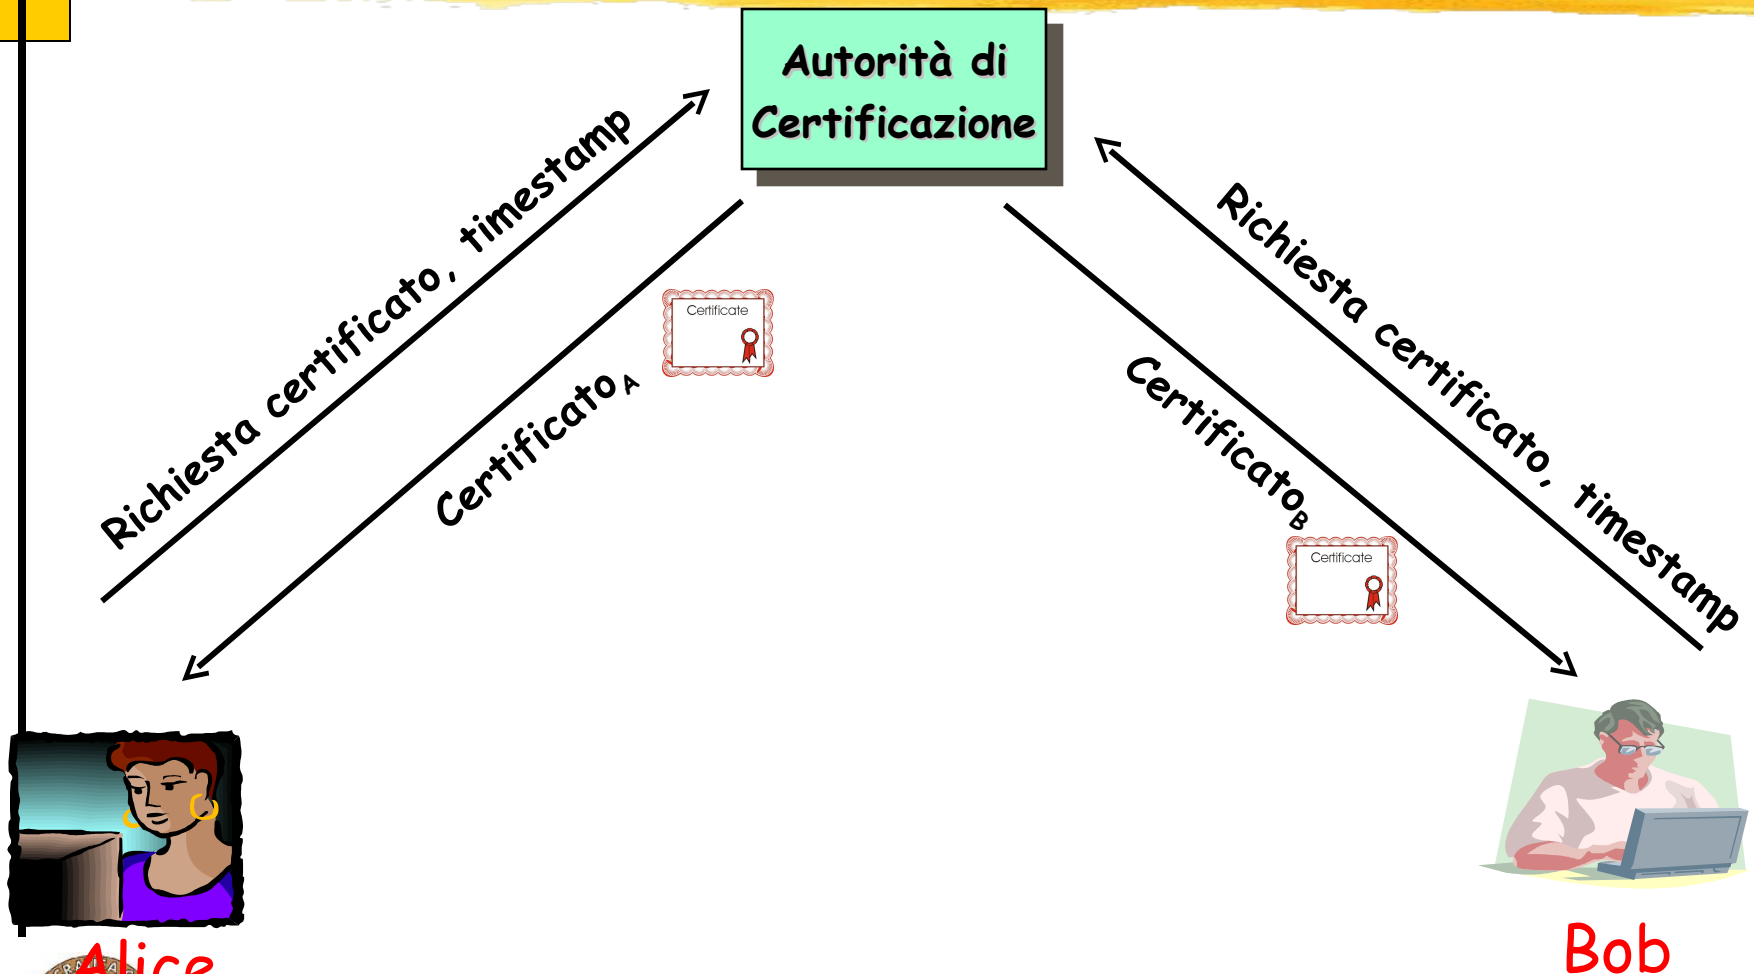 Autorità di
Certificazione
Richiesta certificato, timestamp
Certificato A
Certificate
Richiesta certificato, timestamp
Certificato B
Certificate
Alice
Bob